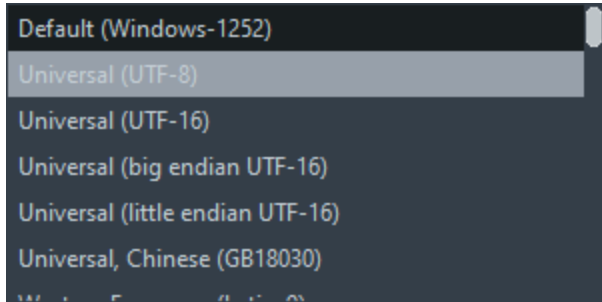 Default (Windows-1252)
Universal (UTF-8)
Universal (UTF-16)
Universal (big endian UTF-16)
Universal (little endian UTF-16)
Universal, Chinese (GB18030)